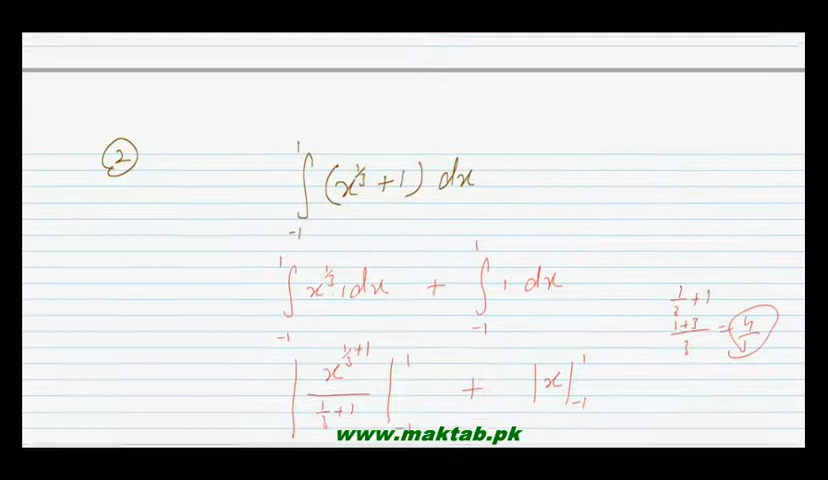 2
∫₋₁¹ (x^{1/3} + 1) dx
∫₋₁¹ x^{1/3} · 1 dx + ∫₋₁¹ 1 dx
1/3 + 1
(1+3)/3 = 4/3
| x^{1/3 + 1} / (1/3 + 1) |₋₁¹ + | x |₋₁¹
www.maktab.pk